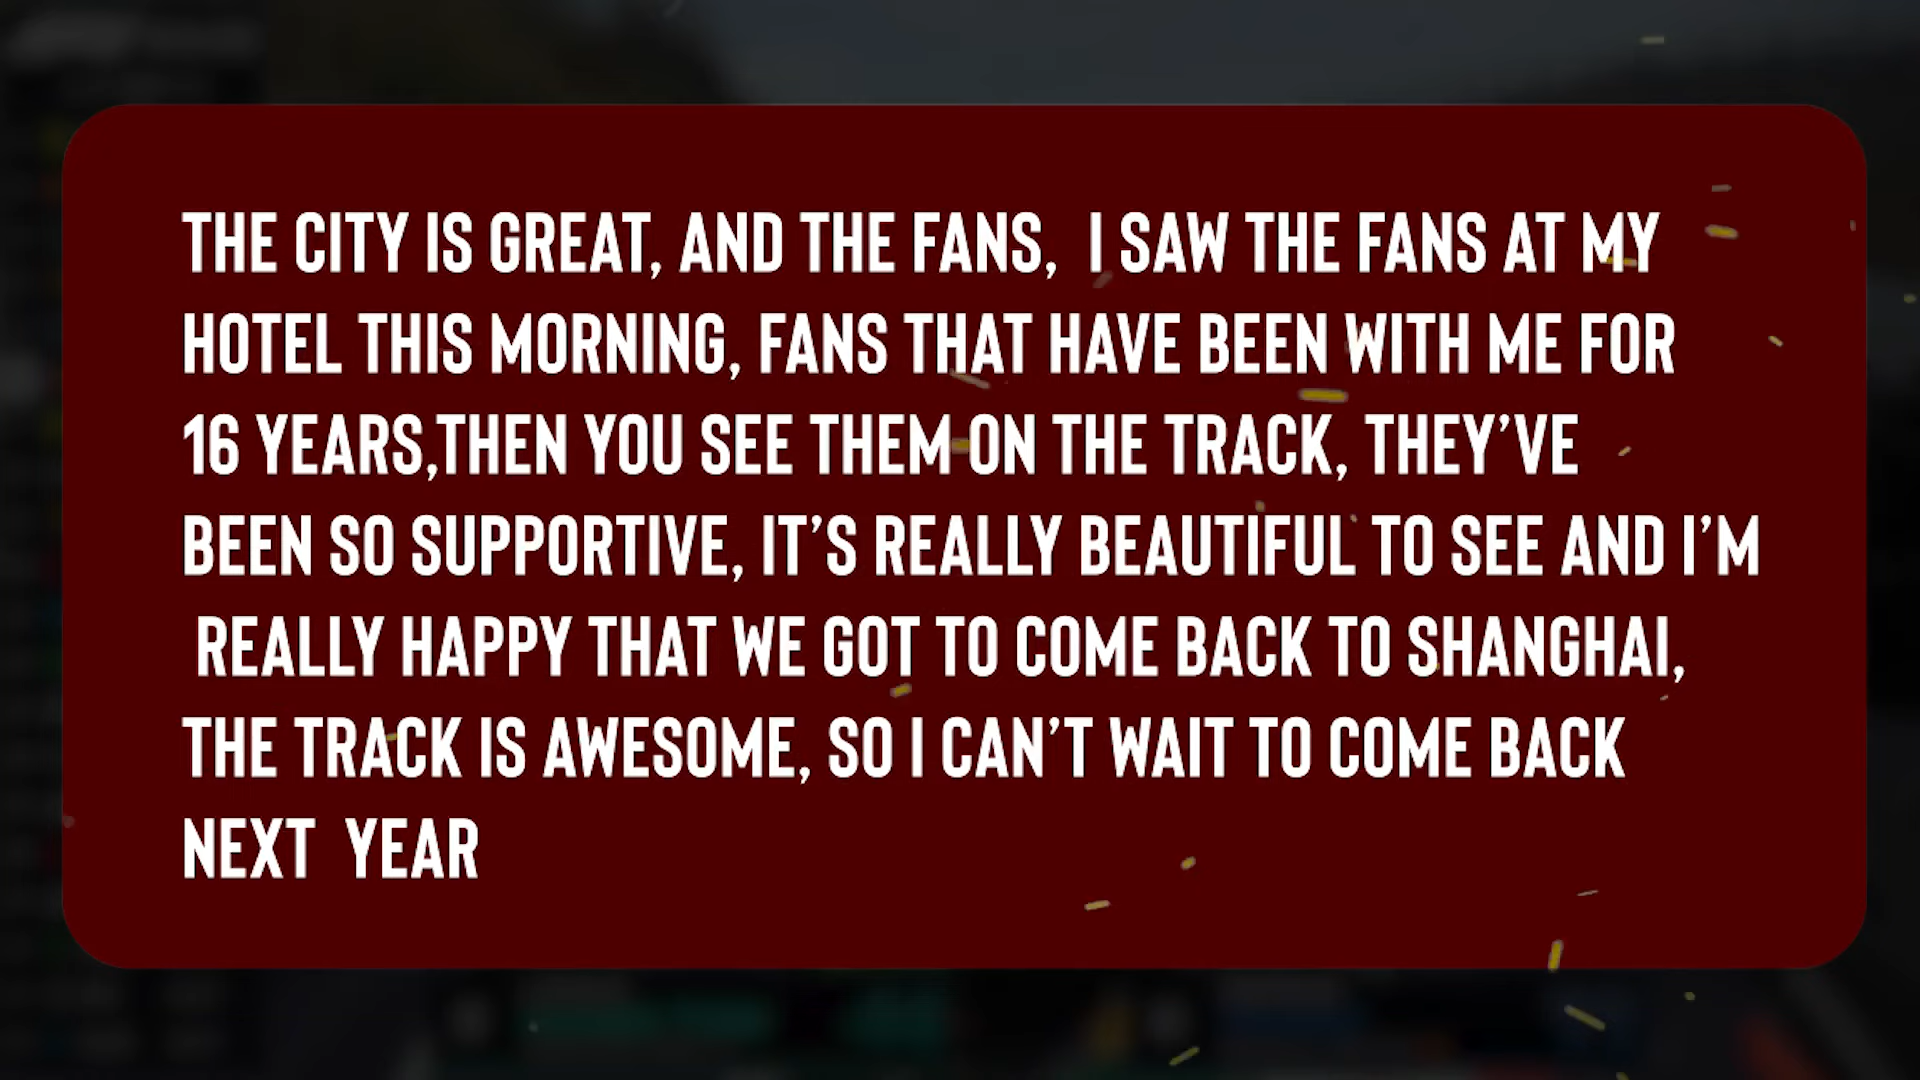 THE CITY IS GREAT, AND THE FANS,  I SAW THE FANS AT MY
HOTEL THIS MORNING, FANS THAT HAVE BEEN WITH ME FOR
16 YEARS,THEN YOU SEE THEM ON THE TRACK, THEY’VE
BEEN SO SUPPORTIVE, IT’S REALLY BEAUTIFUL TO SEE AND I’M
REALLY HAPPY THAT WE GOT TO COME BACK TO SHANGHAI,
THE TRACK IS AWESOME, SO I CAN’T WAIT TO COME BACK
NEXT  YEAR